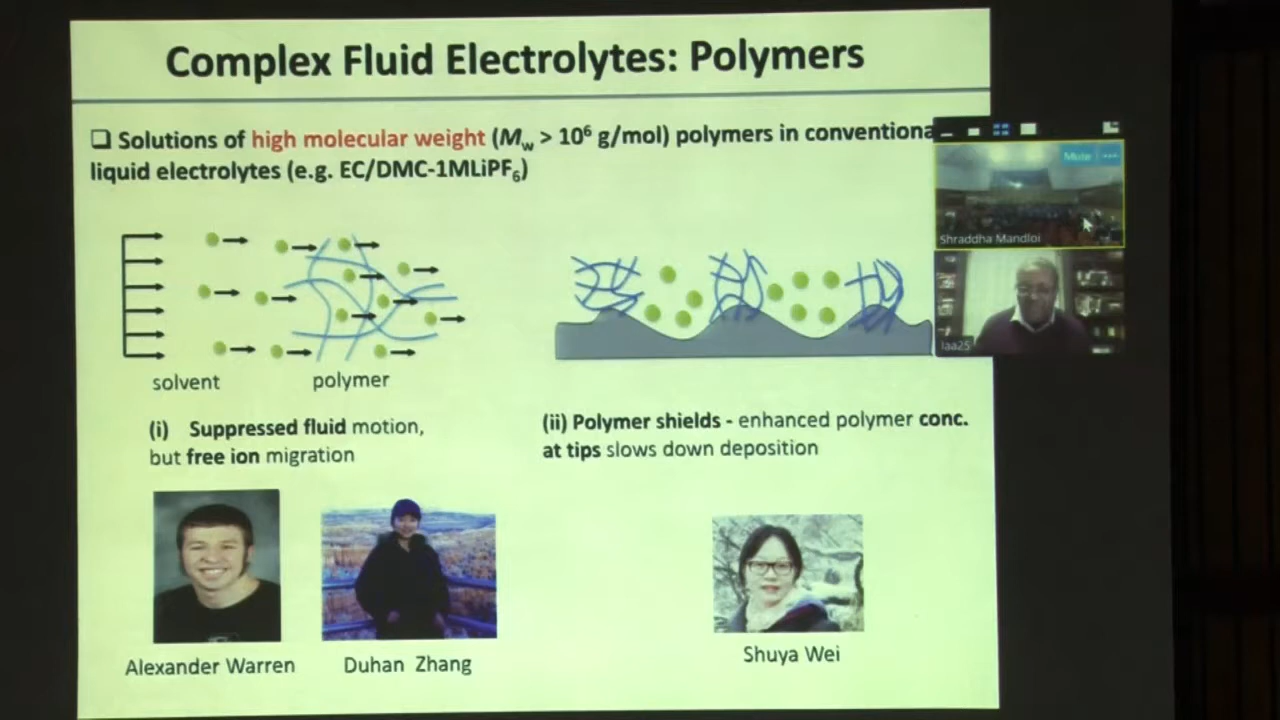 Complex Fluid Electrolytes: Polymers
❑ Solutions of high molecular weight (Mw > 10⁶ g/mol) polymers in conventiona
liquid electrolytes (e.g. EC/DMC-1MLiPF₆)
Mute
Shraddha Mandloi
laa25
solvent
polymer
(i) Suppressed fluid motion,
but free ion migration
(ii) Polymer shields - enhanced polymer conc.
at tips slows down deposition
Alexander Warren
Duhan Zhang
Shuya Wei